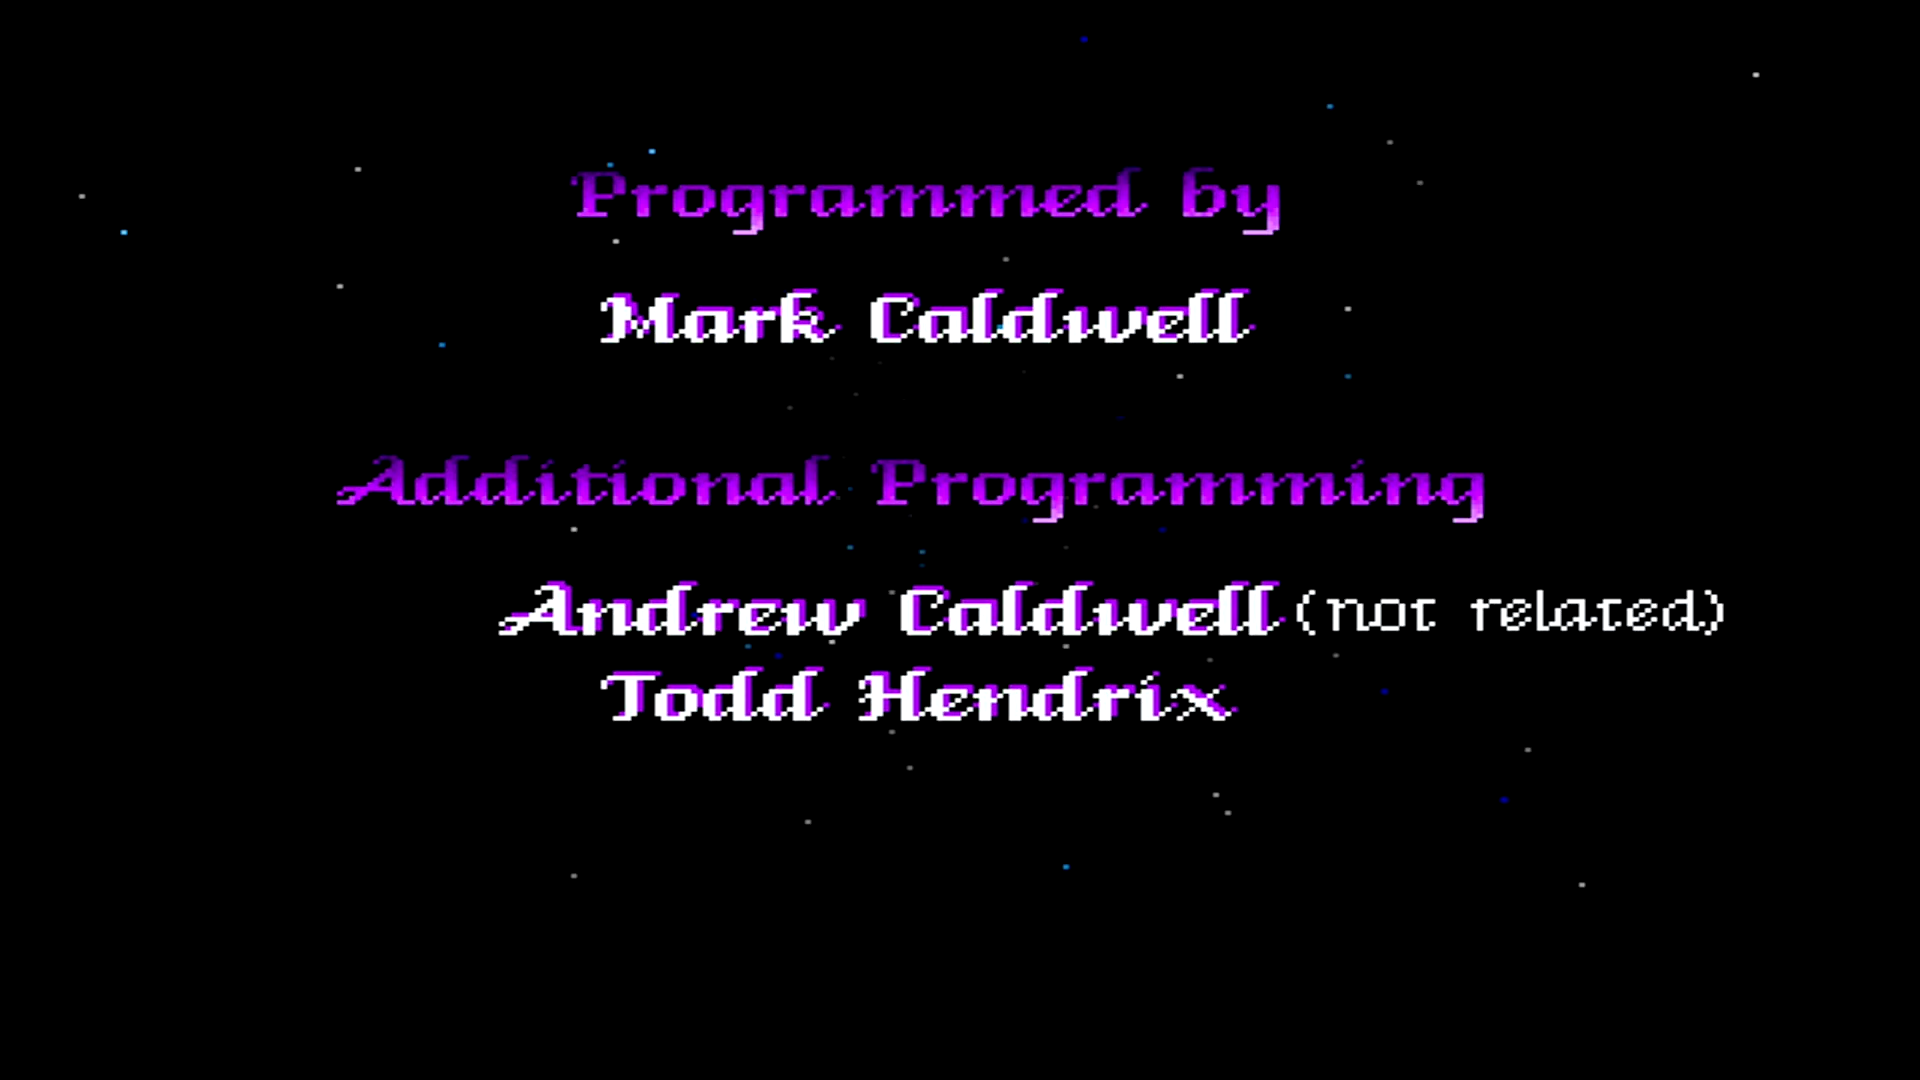 Programmed by
Mark Caldwell
Additional Programming
Andrew Caldwell (not related)
Todd Hendrix